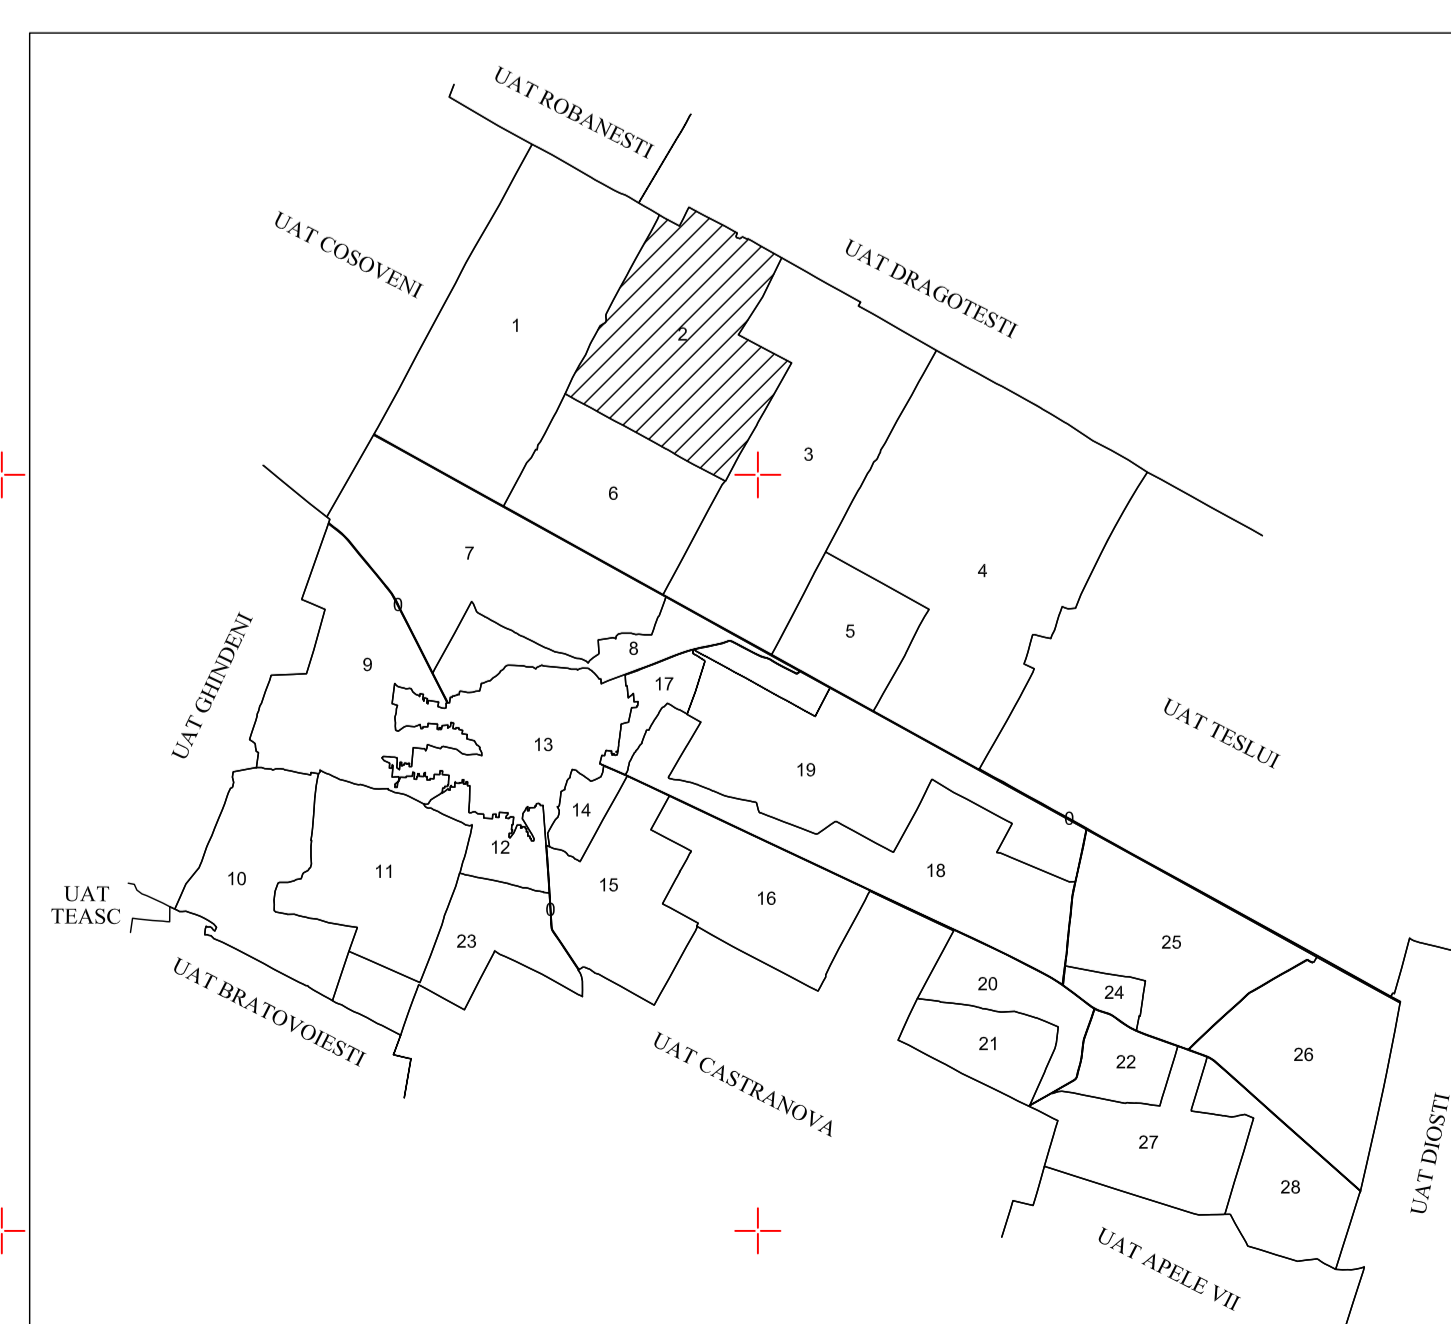 UAT ROBANESTI
UAT COSOVENI
UAT DRAGOTESTI
1
2
3
6
7
4
0
5
8
9
17
UAT GHINDENI
UAT TESLUI
13
19
14
0
12
18
10
11
15
16
UAT
TEASC
0
23
25
20
24
UAT BRATOVOIESTI
21
22
26
UAT CASTRANOVA
27
28
UAT DIOSTI
UAT APELE VII